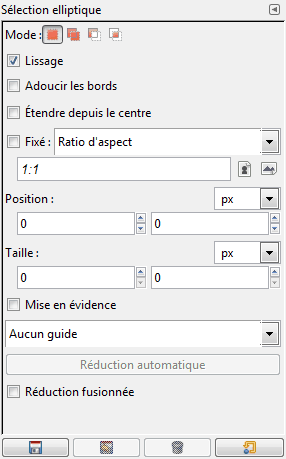 Sélection elliptique
Mode :
Lissage
Adoucir les bords
Étendre depuis le centre
Fixé : Ratio d'aspect
1:1
Position : px
0 0
Taille : px
0 0
Mise en évidence
Aucun guide
Réduction automatique
Réduction fusionnée